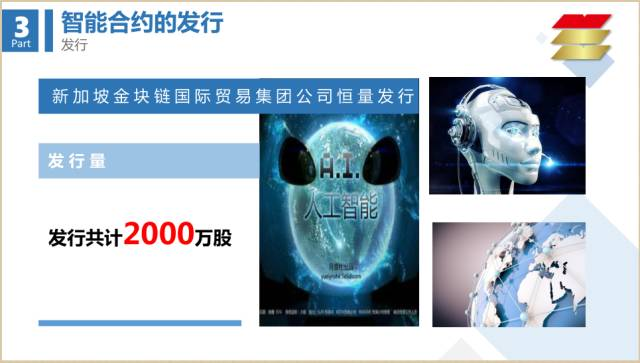 3
Part
智能合约的发行
发行
新加坡金块链国际贸易集团公司恒量发行
发行量
发行共计2000万股
A.I.
人工智能